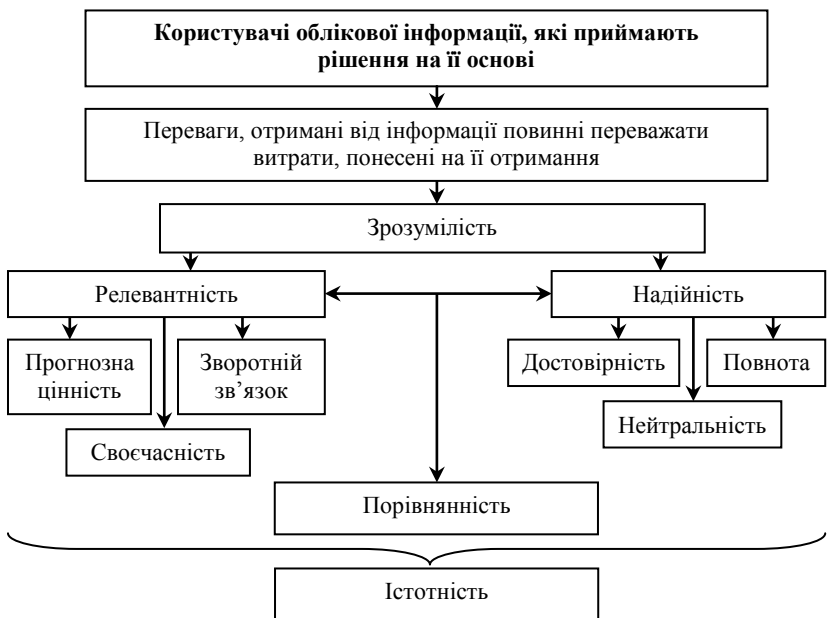 Користувачі облікової інформації, які приймають
рішення на її основі
Переваги, отримані від інформації повинні переважати
витрати, понесені на її отримання
Зрозумілість
Релевантність
Надійність
Прогнозна
цінність
Зворотній
зв’язок
Достовірність
Повнота
Нейтральність
Своєчасність
Порівнянність
Істотність